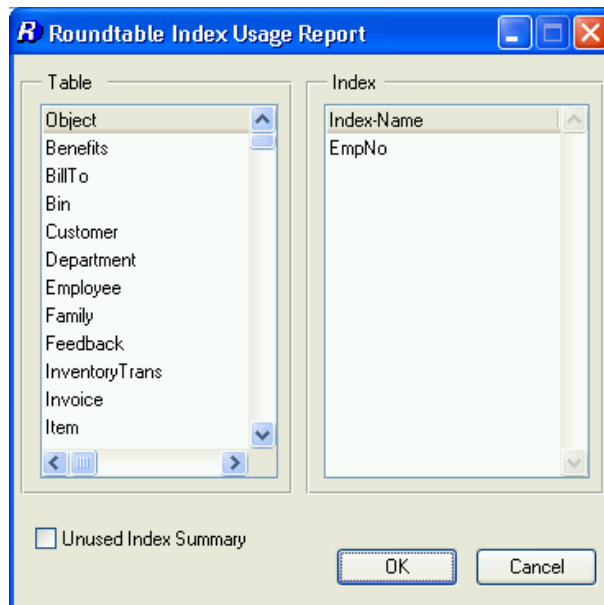 Roundtable Index Usage Report
Table
Object
Benefits
BillTo
Bin
Customer
Department
Employee
Family
Feedback
InventoryTrans
Invoice
Item
Index
Index-Name
EmpNo
Unused Index Summary
OK
Cancel